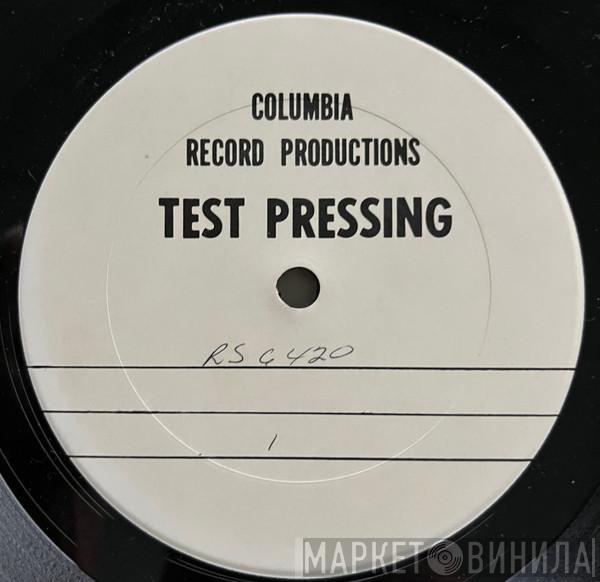 COLUMBIA
RECORD PRODUCTIONS
TEST PRESSING
RS 6420
1
МАРКЕТ ВИНИЛА